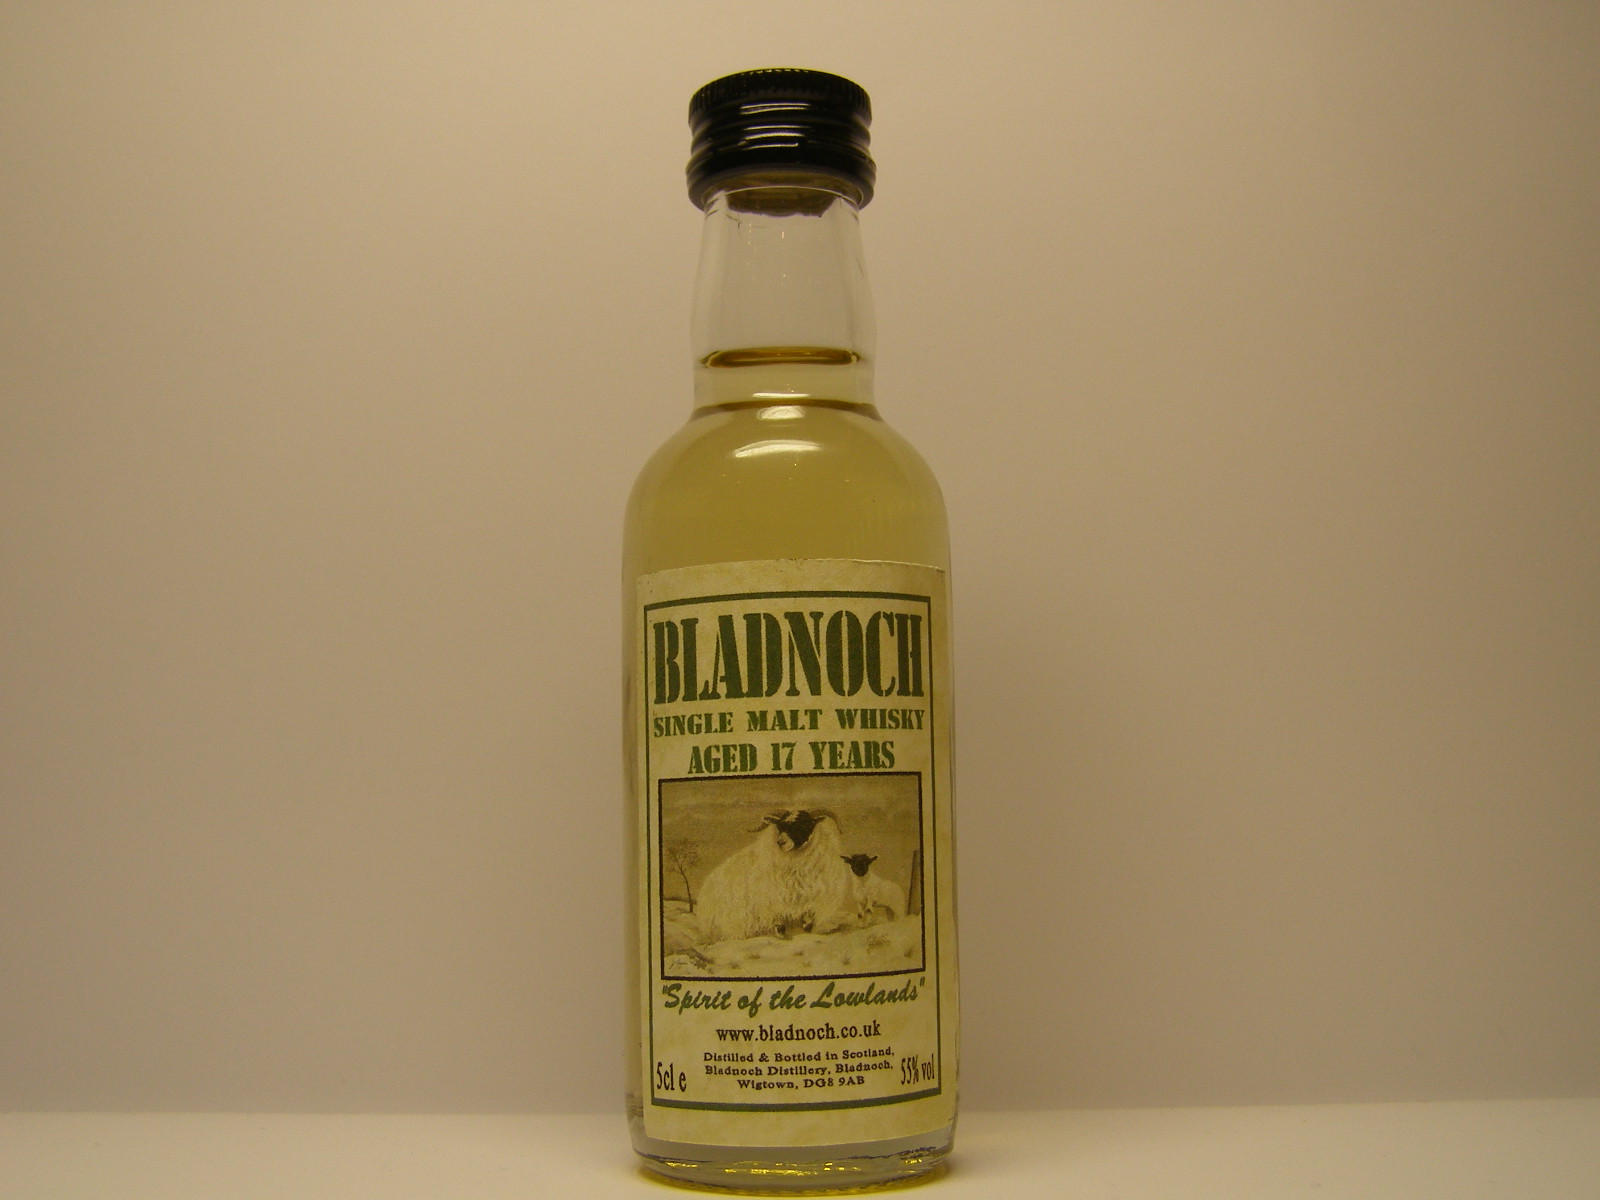 BLADNOCH
SINGLE MALT WHISKY
AGED 17 YEARS
"Spirit of the Lowlands"
www.bladnoch.co.uk
Distilled & Bottled in Scotland,
Bladnoch Distillery, Bladnoch,
Wigtown, DG8 9AB
5cl e
55% vol